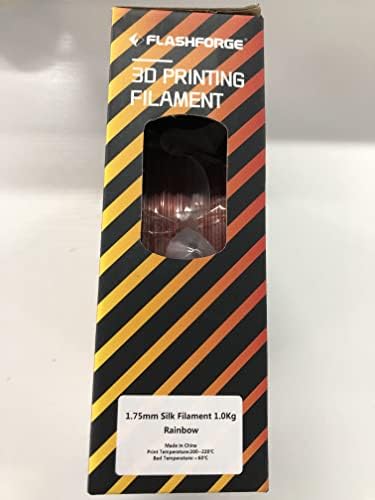 FLASHFORGE®
3D PRINTING
FILAMENT
1.75mm Silk Filament 1.0Kg
Rainbow
Made in China
Print Temperature:200~220℃
Bed Temperature: ~60℃